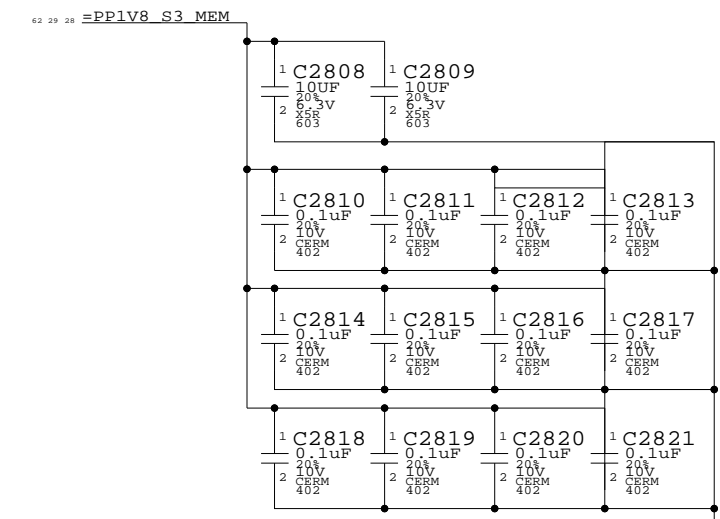 62 29 28 =PP1V8_S3_MEM
1 C2808 1 C2809
10UF 10UF
20% 20%
6.3V 6.3V
2 X5R 2 X5R
603 603
1 C2810 1 C2811 1 C2812 1 C2813
0.1uF 0.1uF 0.1uF 0.1uF
20% 20% 20% 20%
10V 10V 10V 10V
2 CERM 2 CERM 2 CERM 2 CERM
402 402 402 402
1 C2814 1 C2815 1 C2816 1 C2817
0.1uF 0.1uF 0.1uF 0.1uF
20% 20% 20% 20%
10V 10V 10V 10V
2 CERM 2 CERM 2 CERM 2 CERM
402 402 402 402
1 C2818 1 C2819 1 C2820 1 C2821
0.1uF 0.1uF 0.1uF 0.1uF
20% 20% 20% 20%
10V 10V 10V 10V
2 CERM 2 CERM 2 CERM 2 CERM
402 402 402 402